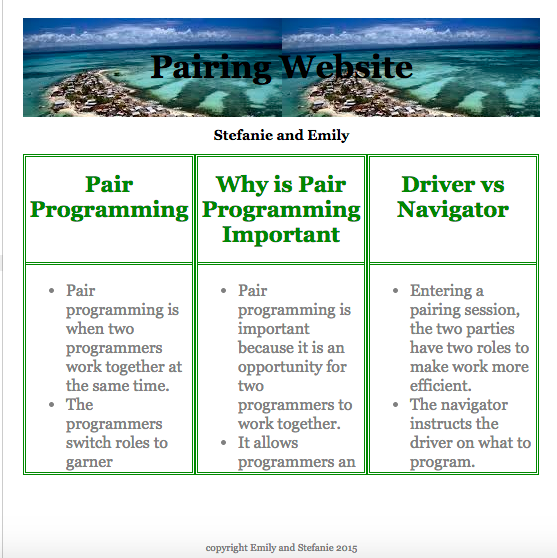 Pairing Website
Stefanie and Emily
Pair
Programming
Why is Pair
Programming
Important
Driver vs
Navigator
• Pair
programming is
when two
programmers
work together at
the same time.
• The
programmers
switch roles to
garner
• Pair
programming is
important
because it is an
opportunity for
two
programmers to
work together.
• It allows
programmers an
• Entering a
pairing session,
the two parties
have two roles to
make work more
efficient.
• The navigator
instructs the
driver on what to
program.
copyright Emily and Stefanie 2015